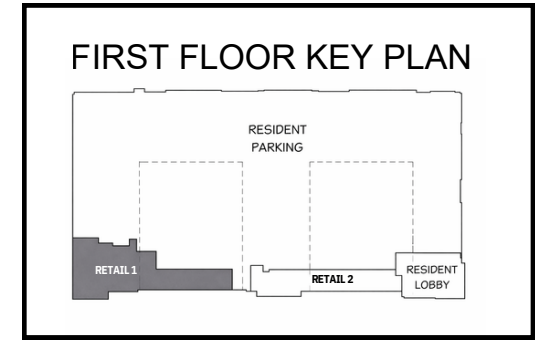 FIRST FLOOR KEY PLAN
RESIDENT
PARKING
RETAIL 1
RETAIL 2
RESIDENT
LOBBY